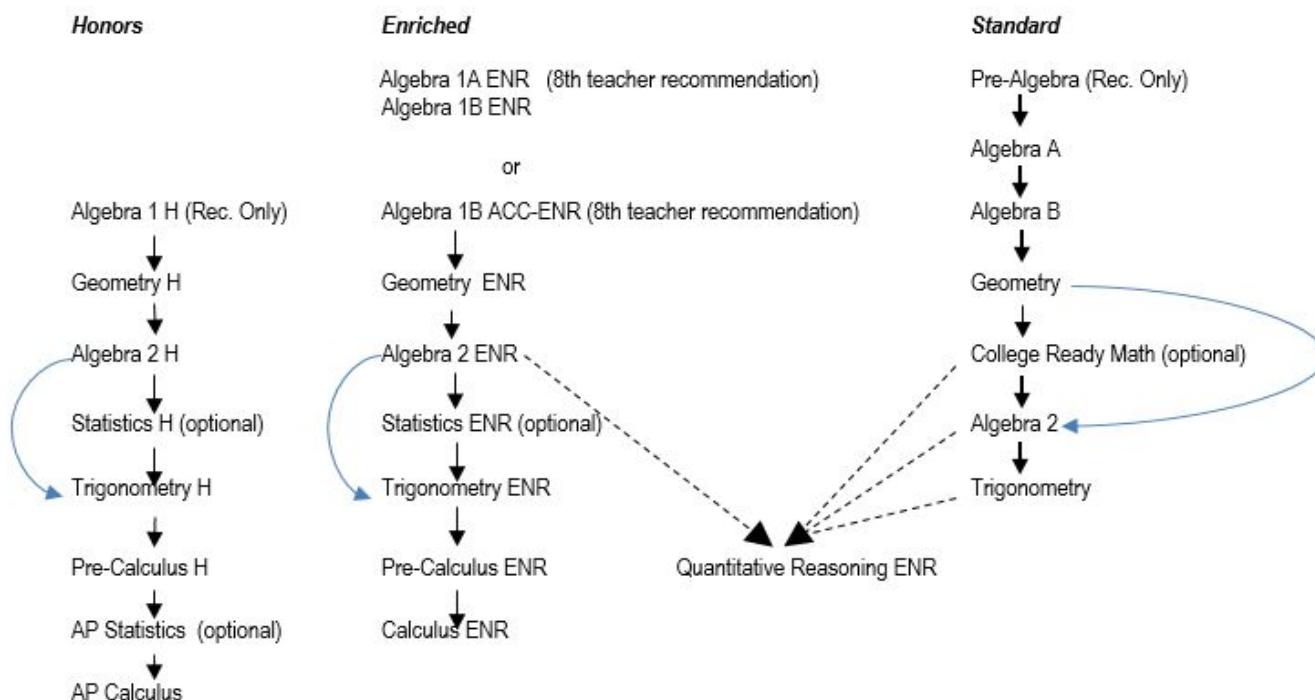 Honors
Algebra 1 H (Rec. Only)
Geometry H
Algebra 2 H
Statistics H (optional)
Trigonometry H
Pre-Calculus H
AP Statistics (optional)
AP Calculus
Enriched
Algebra 1A ENR (8th teacher recommendation)
Algebra 1B ENR
or
Algebra 1B ACC-ENR (8th teacher recommendation)
Geometry ENR
Algebra 2 ENR
Statistics ENR (optional)
Trigonometry ENR
Pre-Calculus ENR
Calculus ENR
Quantitative Reasoning ENR
Standard
Pre-Algebra (Rec. Only)
Algebra A
Algebra B
Geometry
College Ready Math (optional)
Algebra 2
Trigonometry